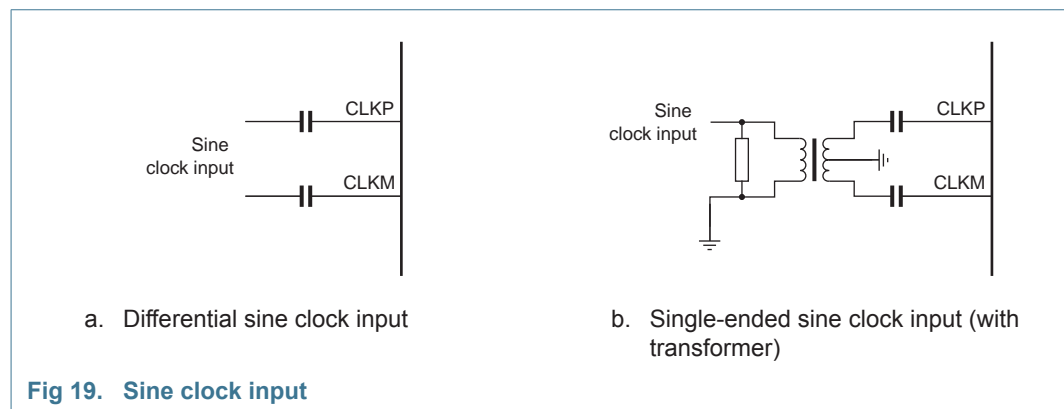 Sine
clock input
CLKP
CLKM
a. Differential sine clock input
Sine
clock input
CLKP
CLKM
b. Single-ended sine clock input (with
transformer)
Fig 19. Sine clock input